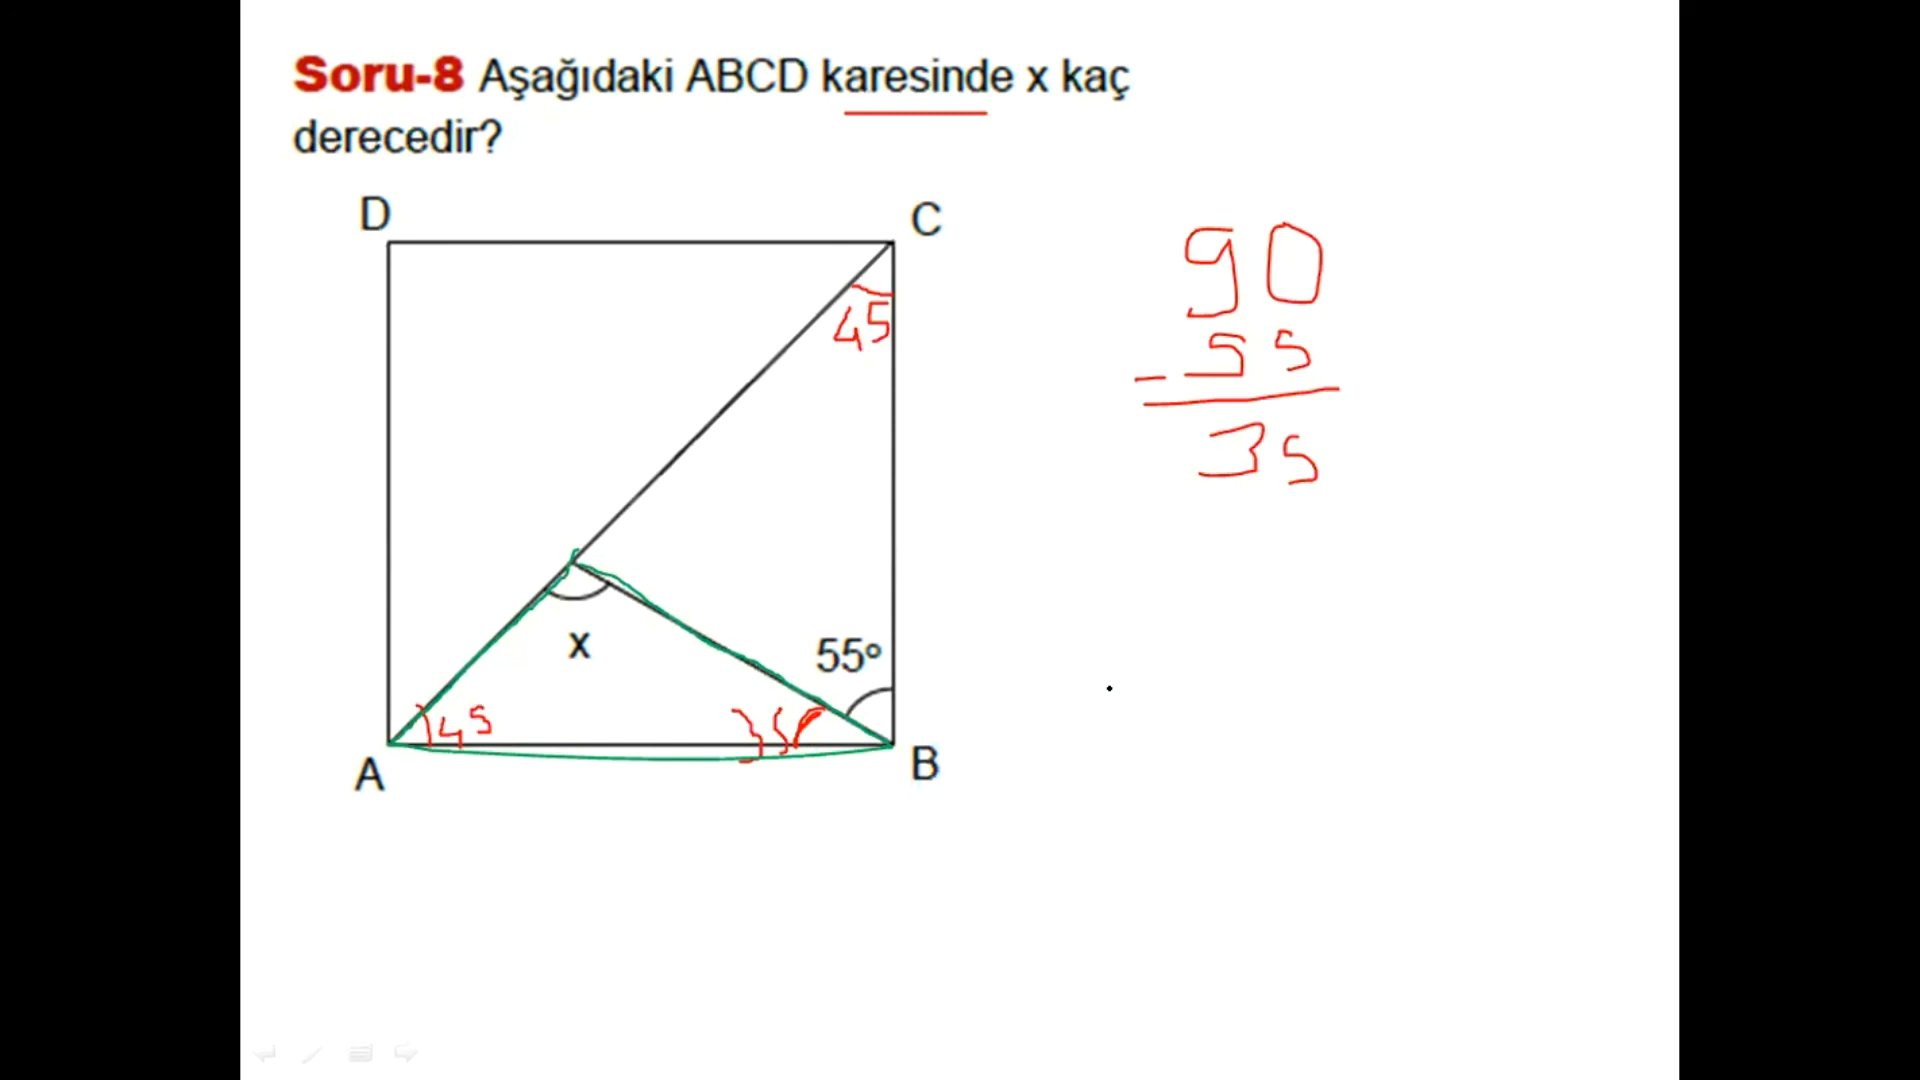 Soru-8 Aşağıdaki ABCD karesinde x kaç
derecedir?
D
C
45
x
55°
45
35
A
B
90
- 55
35